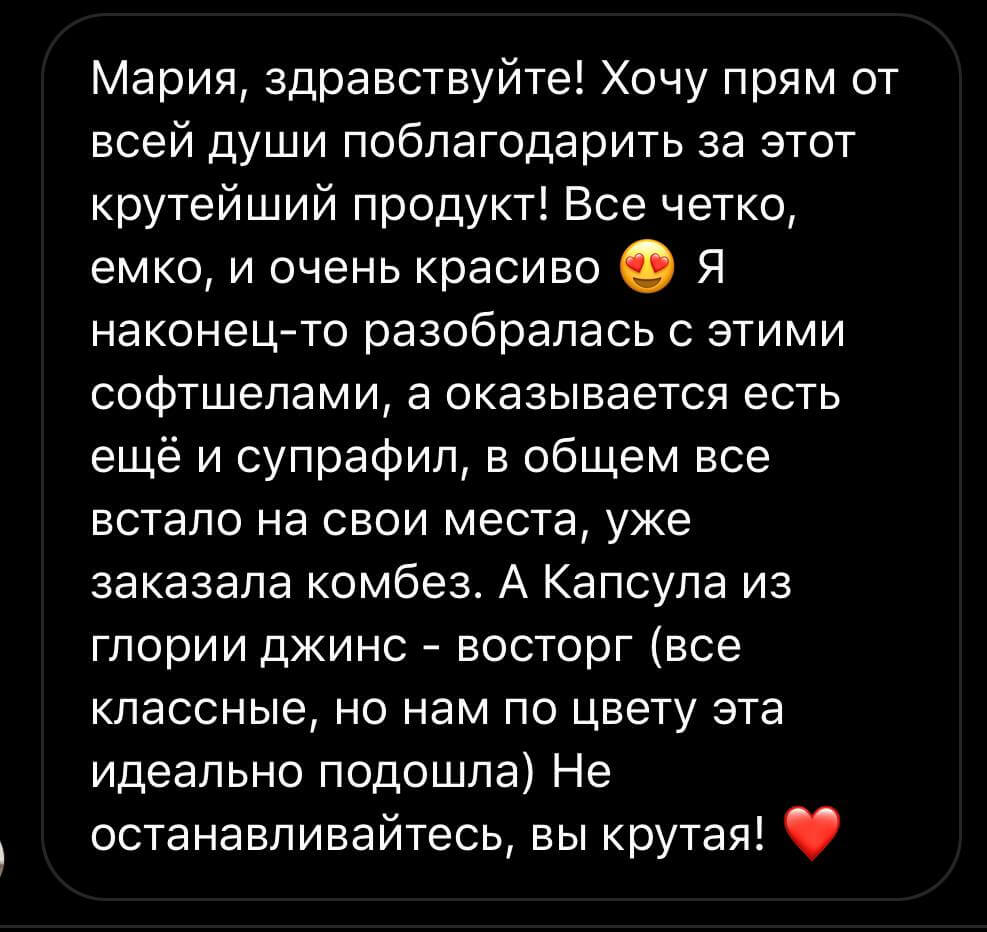 Мария, здравствуйте! Хочу прям от
всей души поблагодарить за этот
крутейший продукт! Все четко,
емко, и очень красиво 😍 Я
наконец-то разобралась с этими
софтшелами, а оказывается есть
ещё и супрафил, в общем все
встало на свои места, уже
заказала комбез. А Капсула из
глории джинс - восторг (все
классные, но нам по цвету эта
идеально подошла) Не
останавливайтесь, вы крутая! ❤️